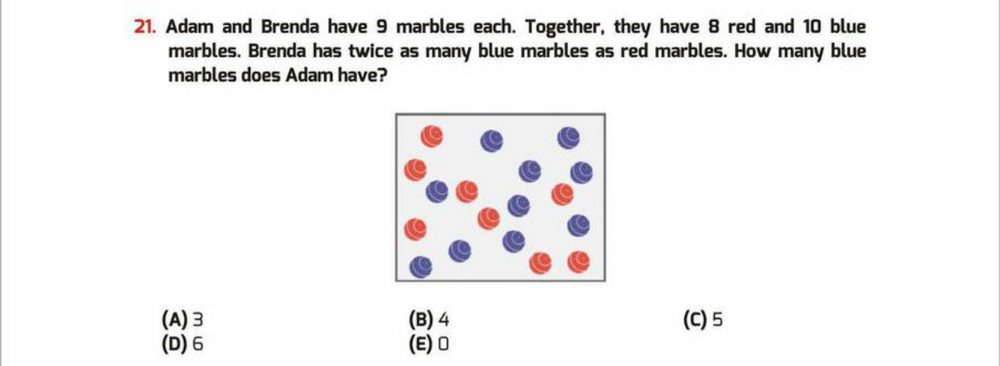 21. Adam and Brenda have 9 marbles each. Together, they have 8 red and 10 blue
marbles. Brenda has twice as many blue marbles as red marbles. How many blue
marbles does Adam have?
(A) 3 (B) 4 (C) 5
(D) 6 (E) 0